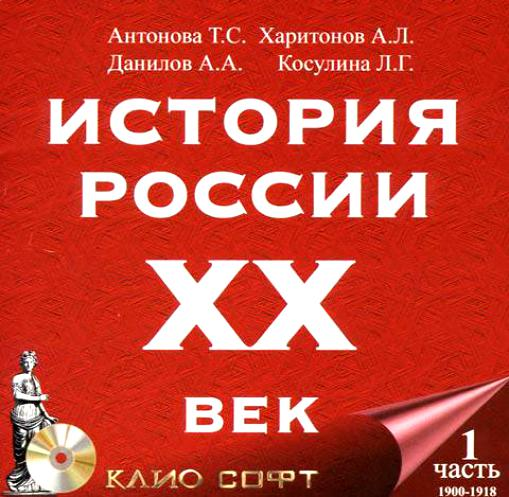 Антонова Т.С. Харитонов А.Л.
Данилов А.А. Косулина Л.Г.
ИСТОРИЯ
РОССИИ
XX
ВЕК
КЛИО СОФТ
1
часть
1900-1918